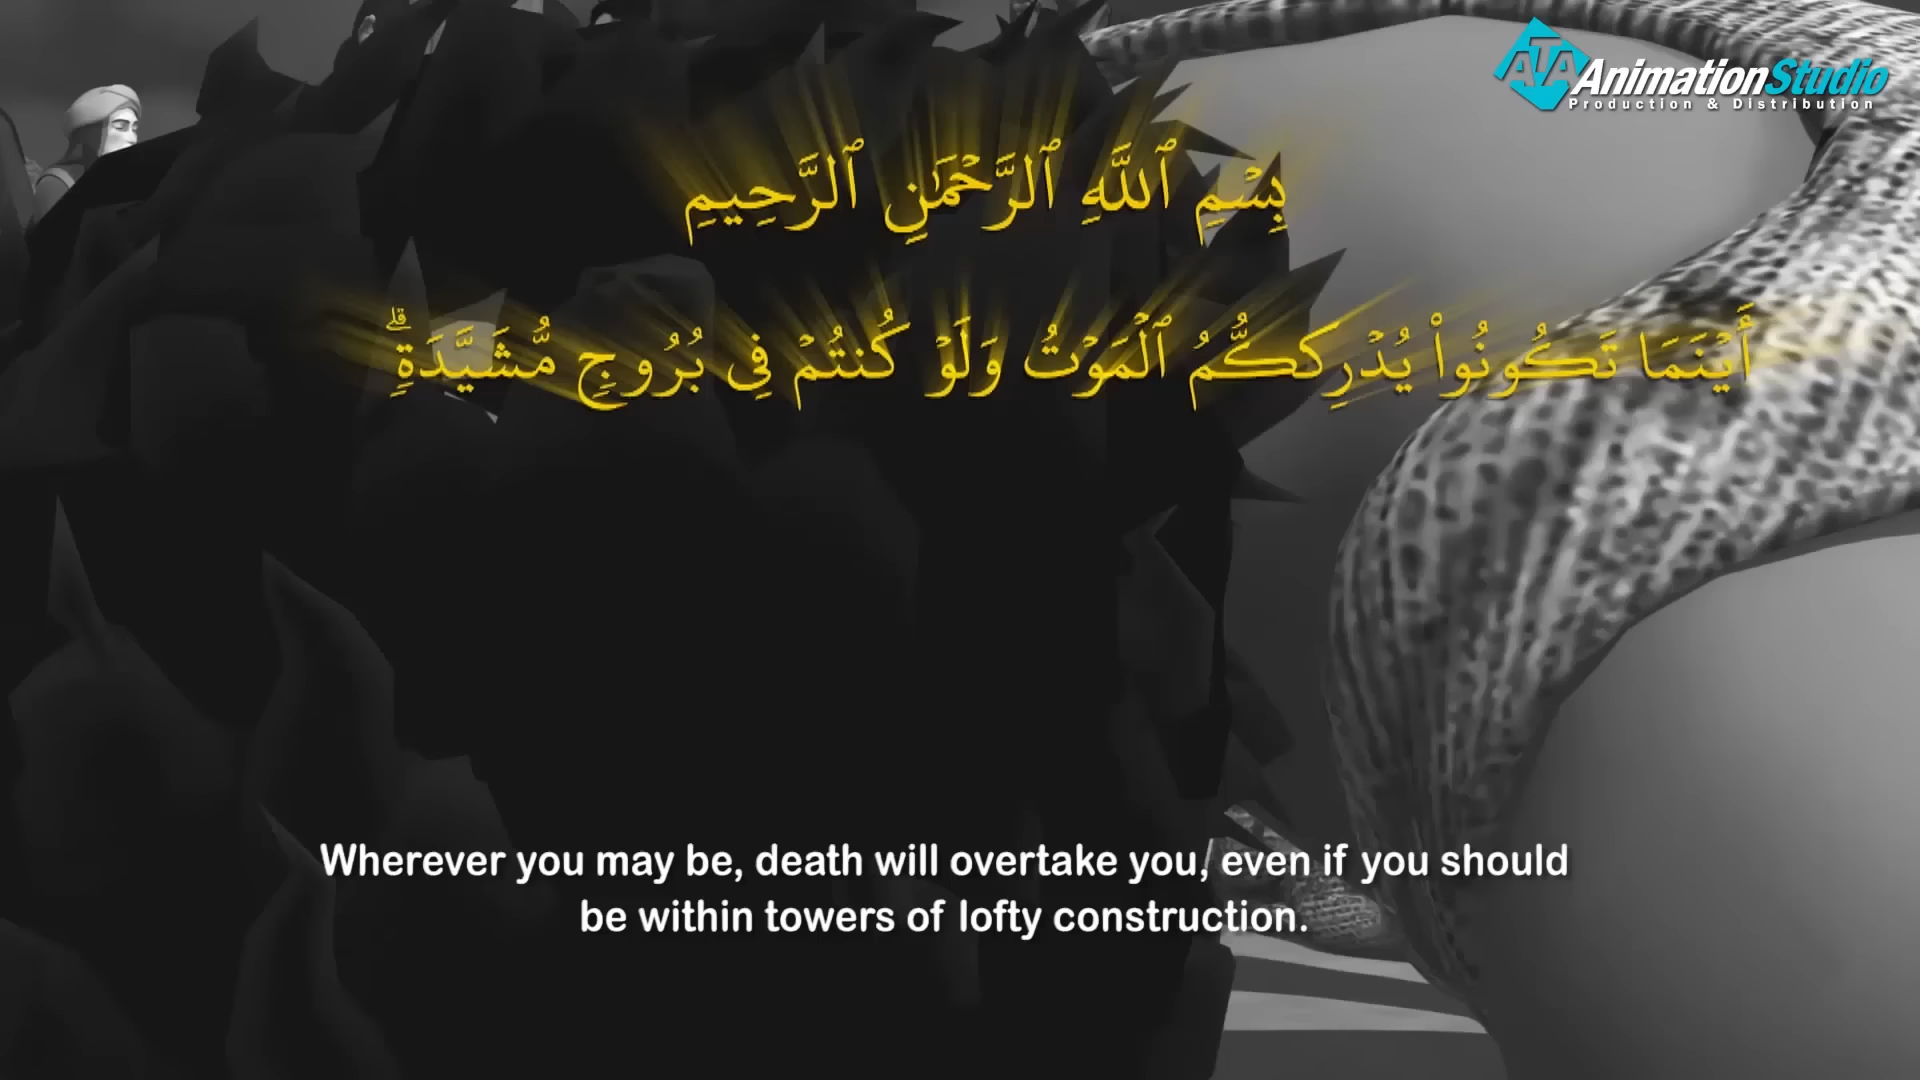 ATA AnimationStudio
Production & Distribution
بِسْمِ ٱللَّهِ ٱلرَّحْمَٰنِ ٱلرَّحِيمِ
أَيْنَمَا تَكُونُوا۟ يُدْرِككُّمُ ٱلْمَوْتُ وَلَوْ كُنتُمْ فِى بُرُوجٍ مُّشَيَّدَةٍۗ
Wherever you may be, death will overtake you, even if you should
be within towers of lofty construction.